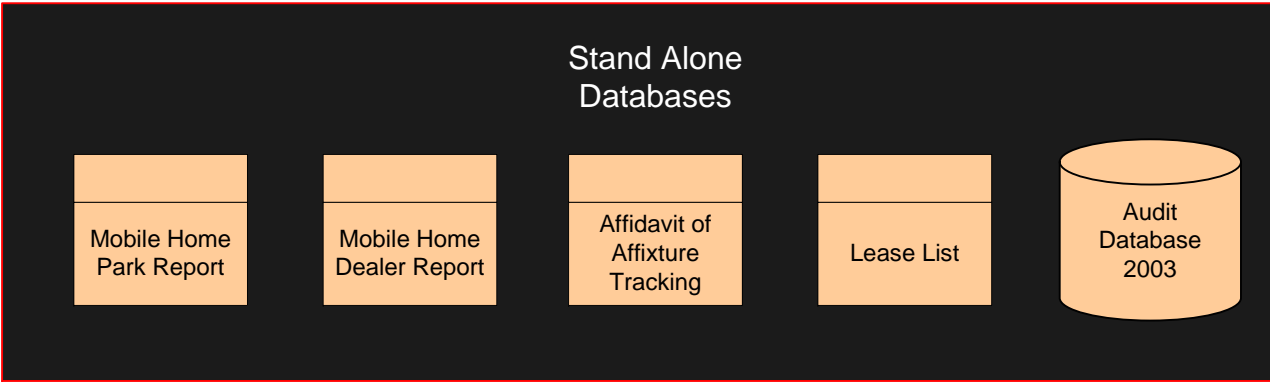 Stand Alone
Databases
Mobile Home
Park Report
Mobile Home
Dealer Report
Affidavit of
Affixture
Tracking
Lease List
Audit
Database
2003